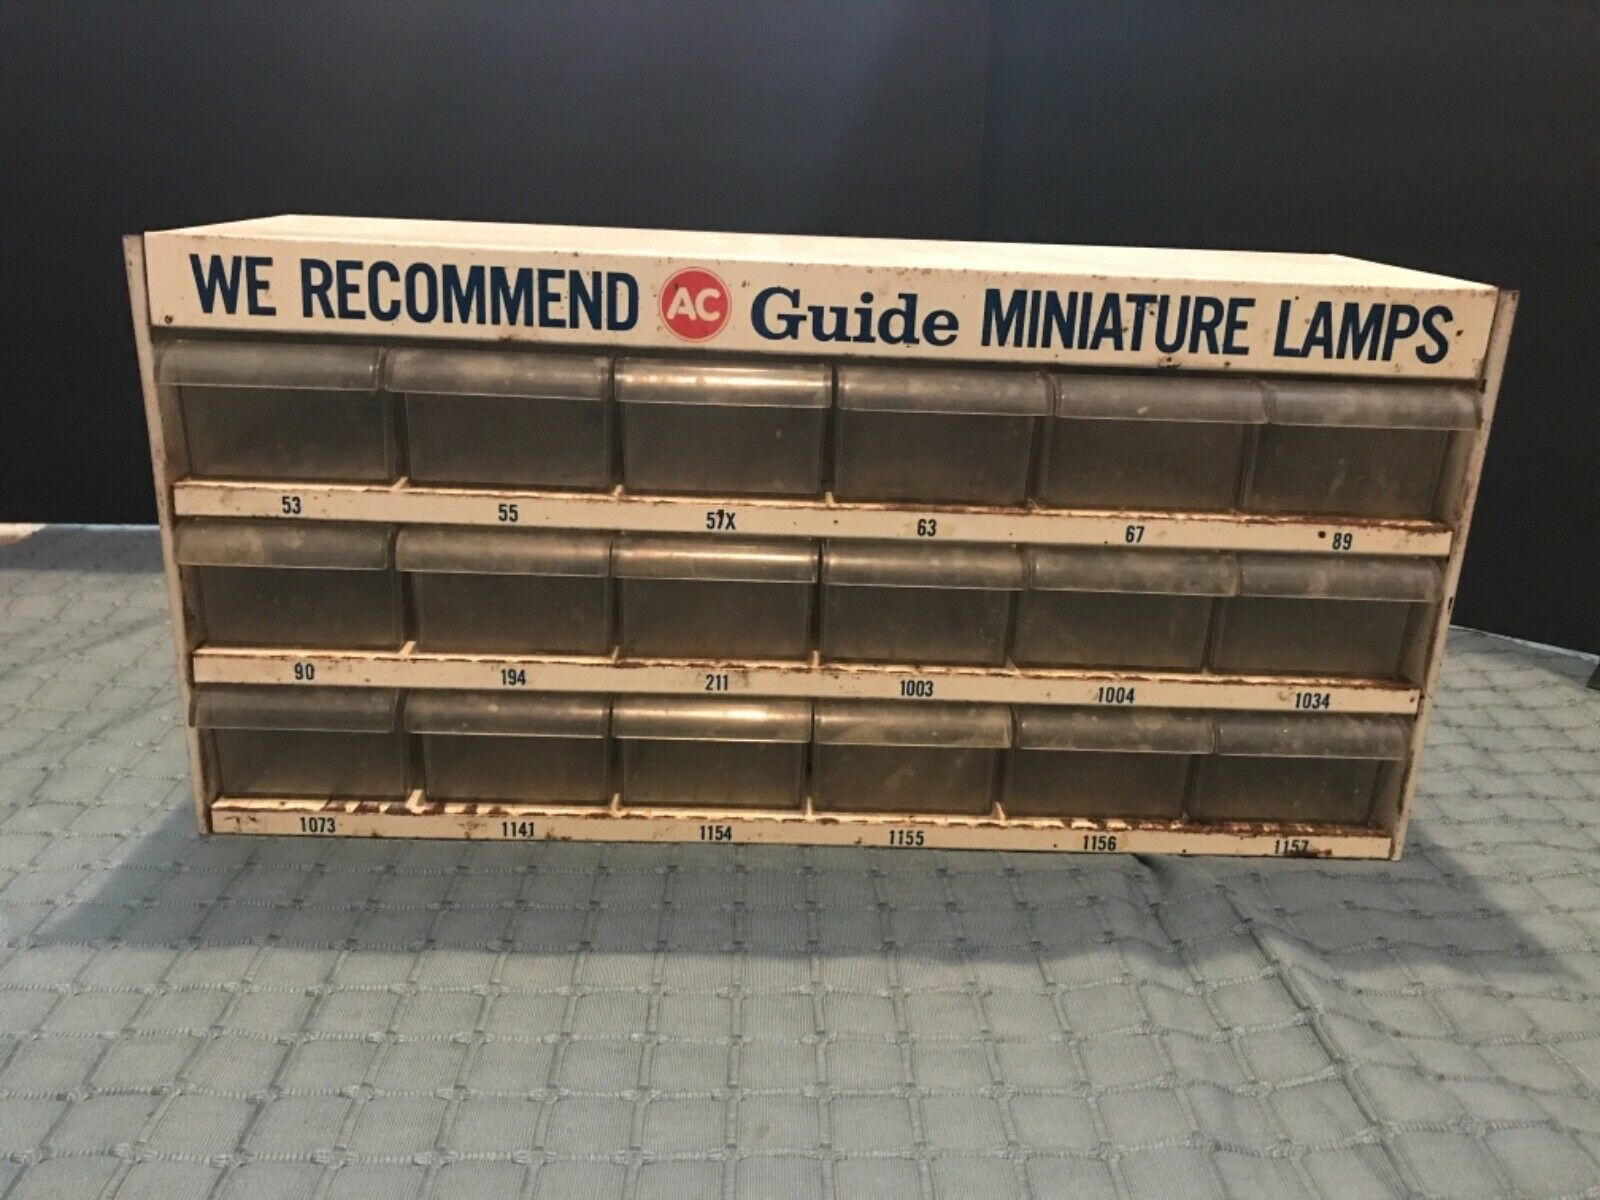 WE RECOMMEND AC Guide MINIATURE LAMPS
53 55 57X 63 67 89
90 194 211 1003 1004 1034
1073 1141 1154 1155 1156 1157